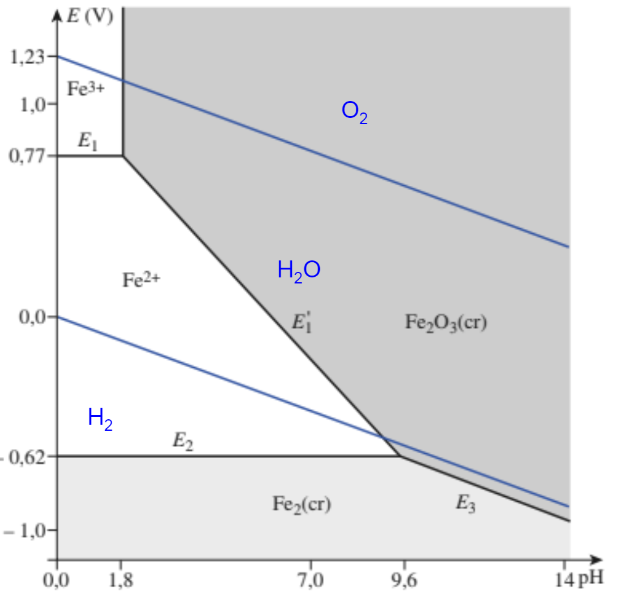 E (V)
1,23
Fe³⁺
1,0
O₂
E₁
0,77
Fe²⁺
H₂O
0,0
E₁′
Fe₂O₃(cr)
H₂
E₂
- 0,62
Fe₂(cr)
E₃
– 1,0
0,0 1,8 7,0 9,6 14 pH